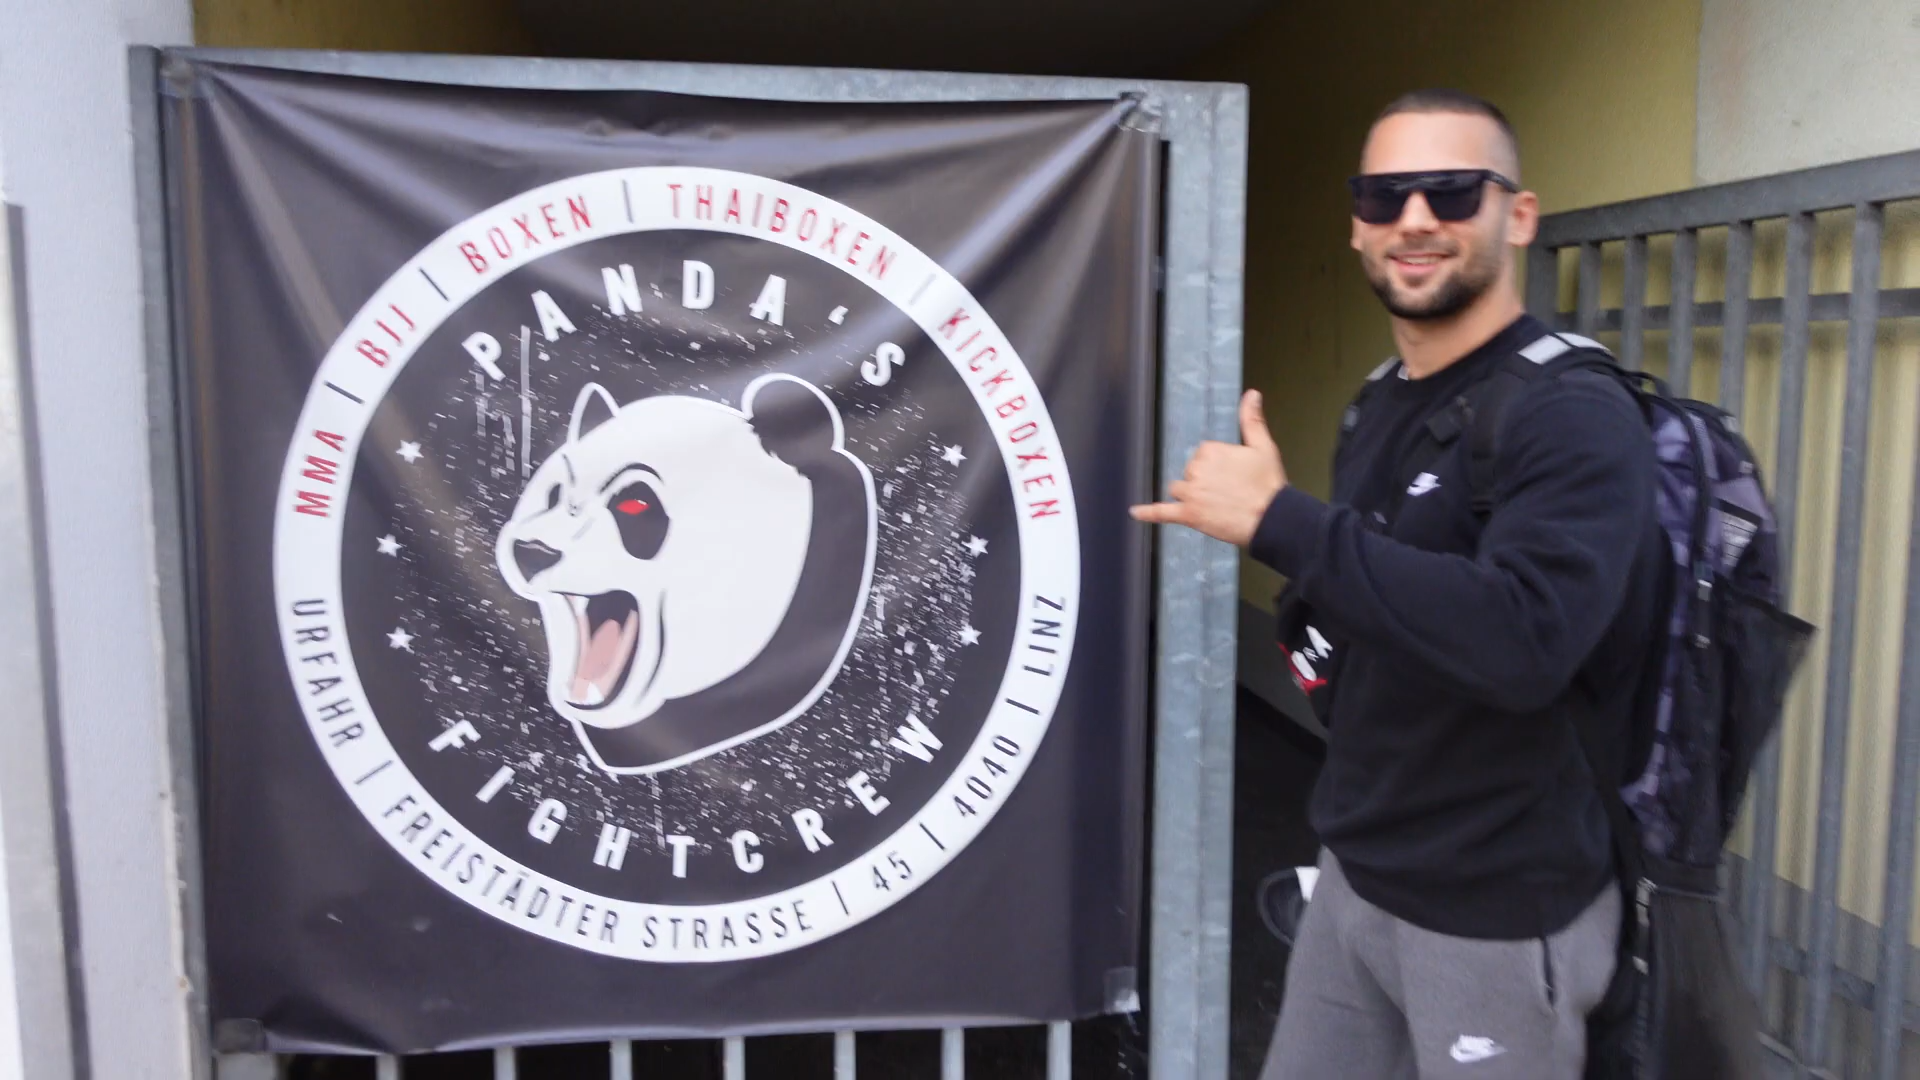 MMA | BJJ | BOXEN | THAIBOXEN | KICKBOXEN
PANDA‘S
FIGHTCREW
URFAHR | FREISTÄDTER STRASSE | 45 | 4040 | LINZ